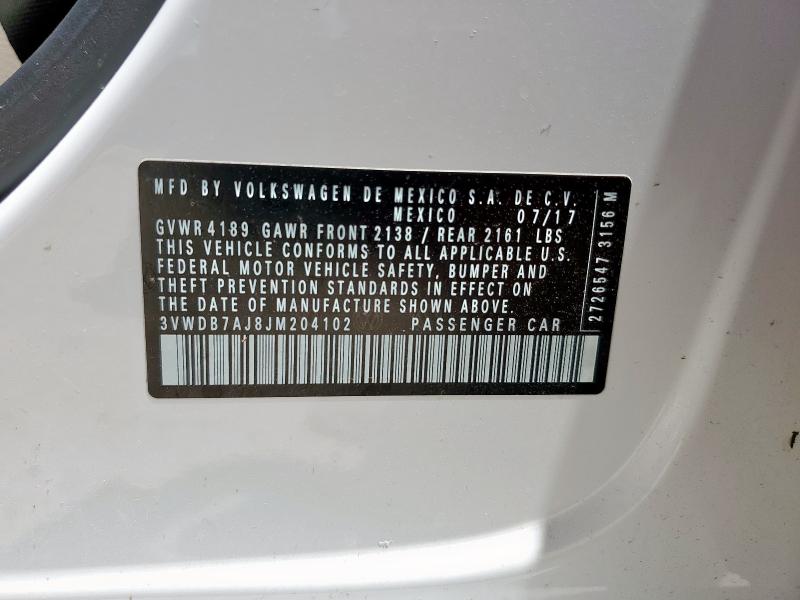 MFD BY VOLKSWAGEN DE MEXICO S.A. DE C.V.
MEXICO 07/17
GVWR 4189 GAWR FRONT 2138 / REAR 2161 LBS
THIS VEHICLE CONFORMS TO ALL APPLICABLE U.S.
FEDERAL MOTOR VEHICLE SAFETY, BUMPER AND
THEFT PREVENTION STANDARDS IN EFFECT ON
THE DATE OF MANUFACTURE SHOWN ABOVE.
3VWDB7AJ8JM204102 PASSENGER CAR
2726547 3156 M